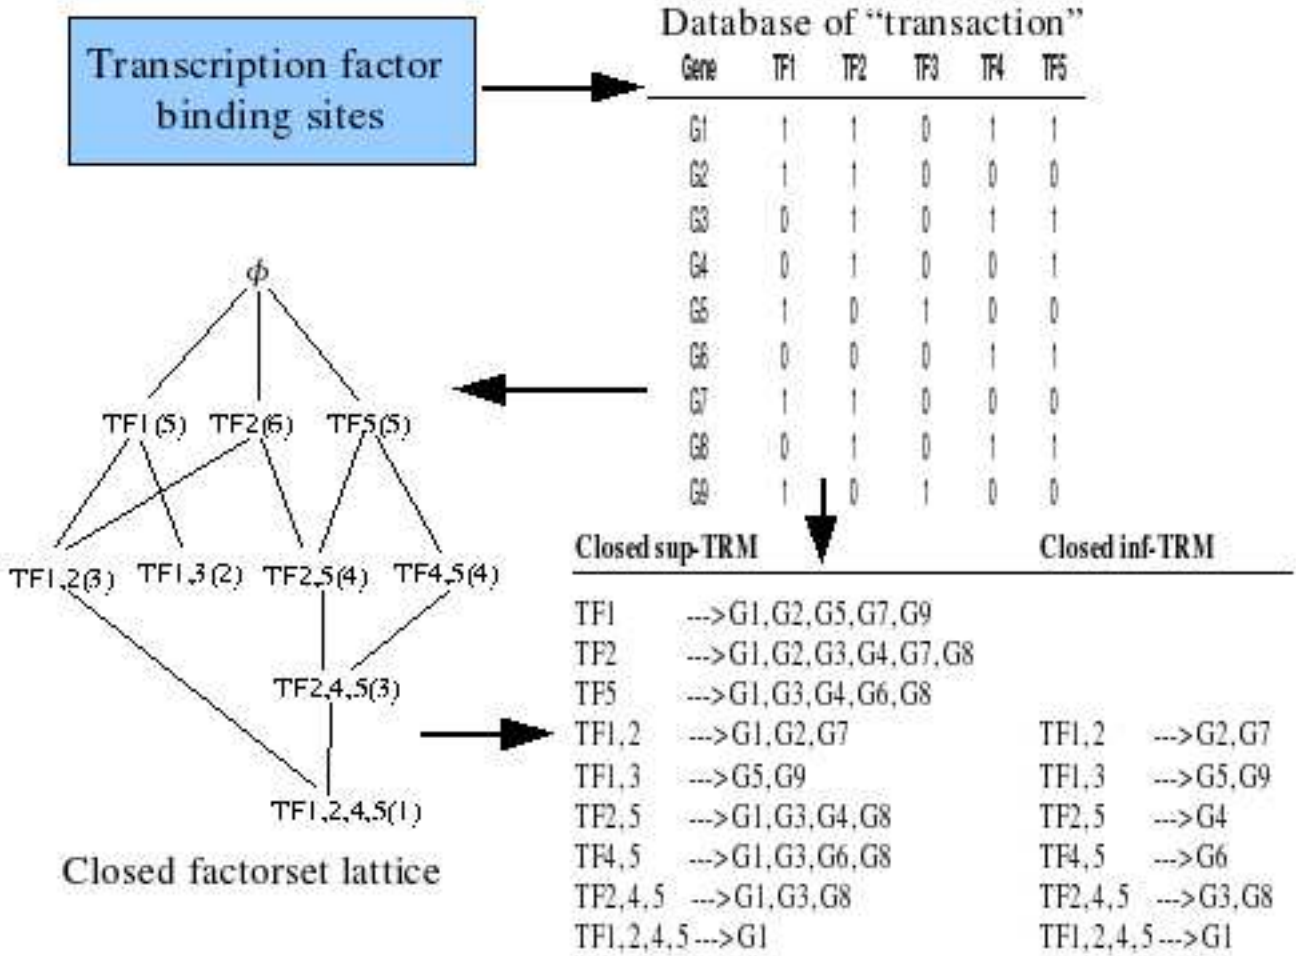 Transcription factor
binding sites
Database of “transaction”
Gene TF1 TF2 TF3 TF4 TF5
G1 1 1 0 1 1
G2 1 1 0 0 0
G3 0 1 0 1 1
G4 0 1 0 0 1
G5 1 0 1 0 0
G6 0 0 0 1 1
G7 1 1 0 0 0
G8 0 1 0 1 1
G9 1 0 1 0 0
ϕ
TF1(5) TF2(6) TF5(5)
TF1,2(3) TF1,3(2) TF2,5(4) TF4,5(4)
TF2,4,5(3)
TF1,2,4,5(1)
Closed factorset lattice
Closed sup-TRM Closed inf-TRM
TF1 --->G1,G2,G5,G7,G9
TF2 --->G1,G2,G3,G4,G7,G8
TF5 --->G1,G3,G4,G6,G8
TF1,2 --->G1,G2,G7 TF1,2 --->G2,G7
TF1,3 --->G5,G9 TF1,3 --->G5,G9
TF2,5 --->G1,G3,G4,G8 TF2,5 --->G4
TF4,5 --->G1,G3,G6,G8 TF4,5 --->G6
TF2,4,5 --->G1,G3,G8 TF2,4,5 --->G3,G8
TF1,2,4,5--->G1 TF1,2,4,5--->G1